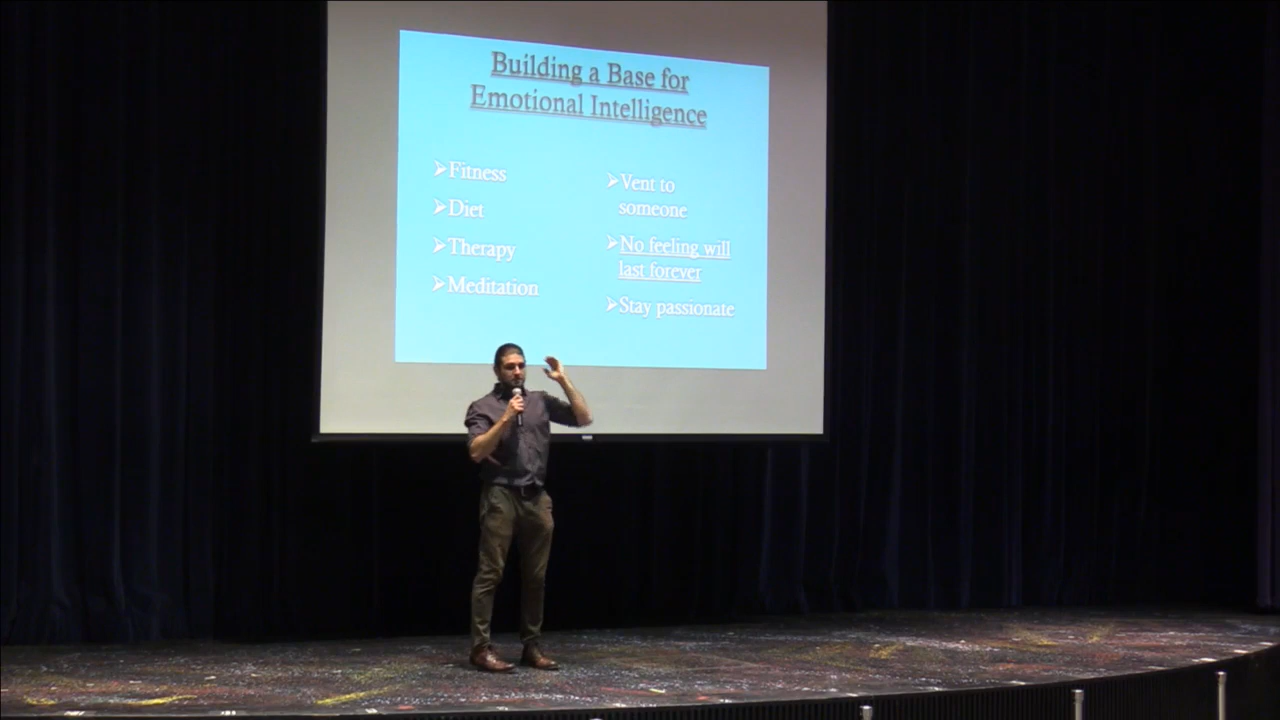 Building a Base for
Emotional Intelligence
➢Fitness
➢Diet
➢Therapy
➢Meditation
➢Vent to
someone
➢No feeling will
last forever
➢Stay passionate